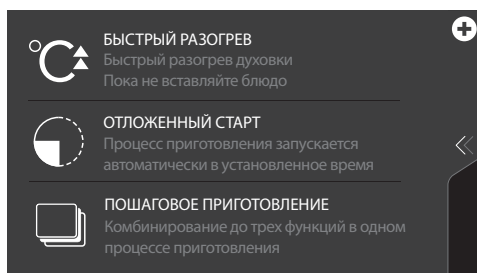 БЫСТРЫЙ РАЗОГРЕВ
Быстрый разогрев духовки
Пока не вставляйте блюдо
ОТЛОЖЕННЫЙ СТАРТ
Процесс приготовления запускается
автоматически в установленное время
ПОШАГОВОЕ ПРИГОТОВЛЕНИЕ
Комбинирование до трех функций в одном
процессе приготовления